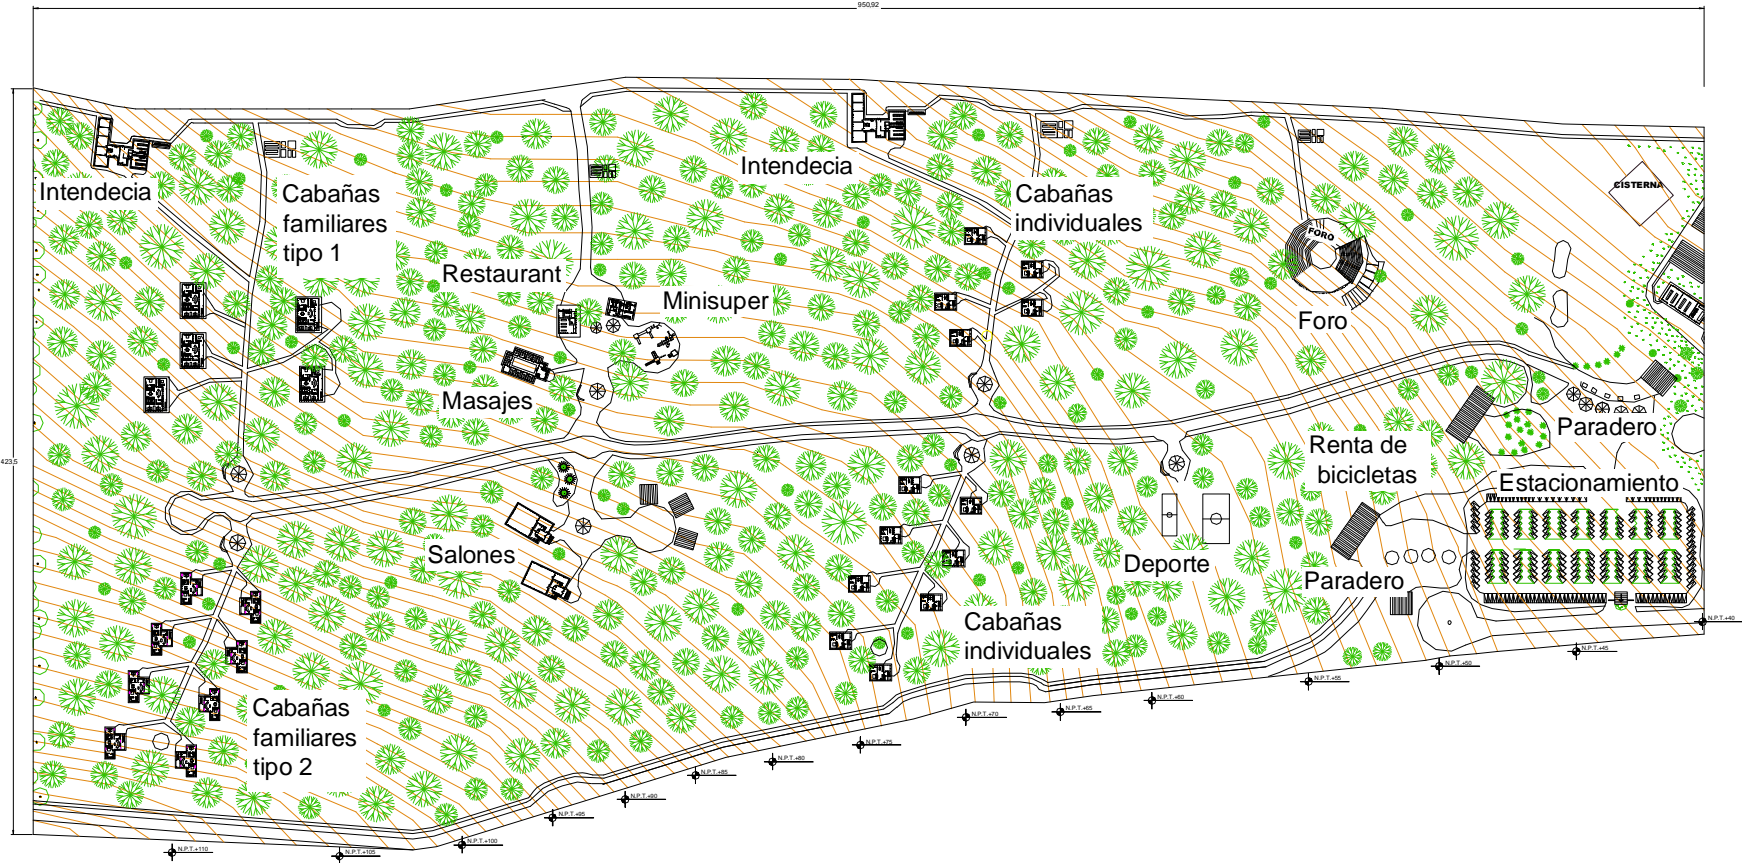 950,92
423.5
Intendecia
Cabañas
familiares
tipo 1
Restaurant
Minisuper
Masajes
Intendecia
Cabañas
individuales
FORO
Foro
CISTERNA
Paradero
Renta de
bicicletas
Estacionamiento
Salones
Deporte
Paradero
Cabañas
individuales
Cabañas
familiares
tipo 2
N.P.T.+40
N.P.T.+45
N.P.T.+50
N.P.T.+55
N.P.T.+60
N.P.T.+65
N.P.T.+70
N.P.T.+75
N.P.T.+80
N.P.T.+85
N.P.T.+90
N.P.T.+95
N.P.T.+100
N.P.T.+105
N.P.T.+110